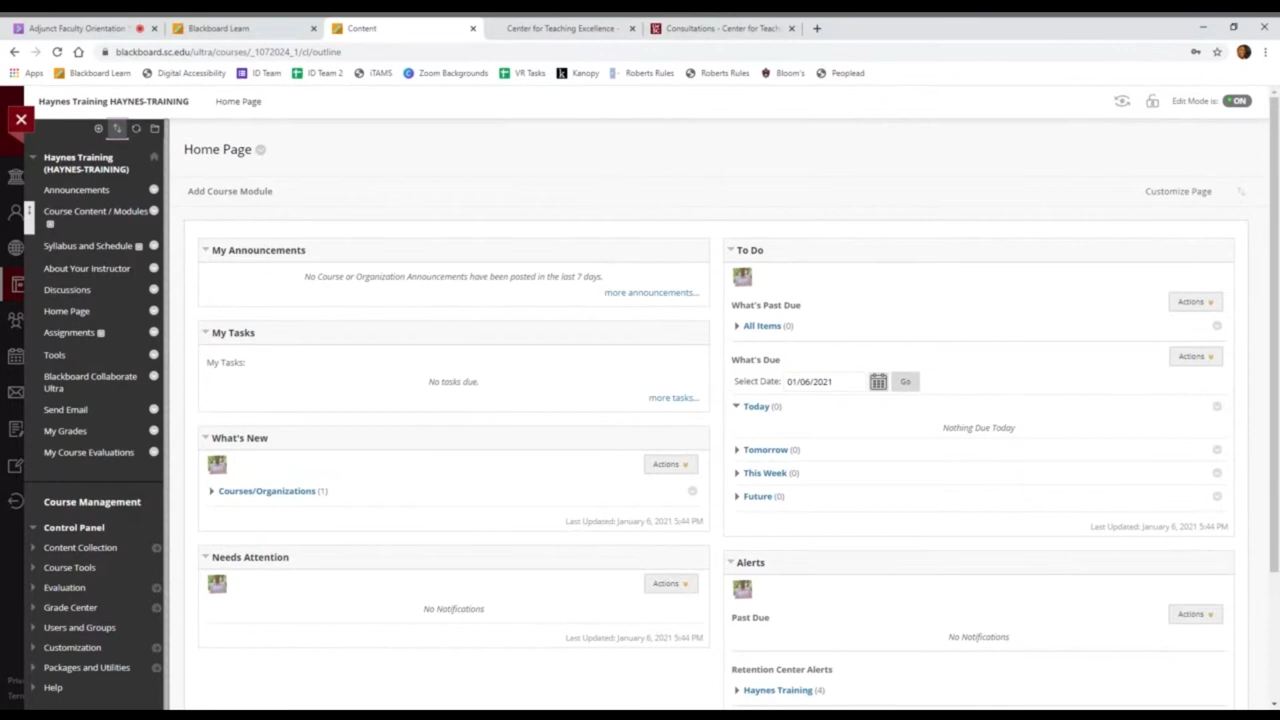 Adjunct Faculty Orientation
Blackboard Learn
Content
Center for Teaching Excellence -
Consultations - Center for Teach
blackboard.sc.edu/ultra/courses/_1072024_1/cl/outline
Apps
Blackboard Learn
Digital Accessibility
ID Team
ID Team 2
iTAMS
Zoom Backgrounds
VR Tasks
Kanopy
Roberts Rules
Roberts Rules
Bloom's
Peoplead
Haynes Training HAYNES-TRAINING
Home Page
Edit Mode is:
ON
Haynes Training
(HAYNES-TRAINING)
Announcements
Course Content / Modules
Syllabus and Schedule
About Your Instructor
Discussions
Home Page
Assignments
Tools
Blackboard Collaborate
Ultra
Send Email
My Grades
My Course Evaluations
Course Management
Control Panel
Content Collection
Course Tools
Evaluation
Grade Center
Users and Groups
Customization
Packages and Utilities
Help
Home Page
Add Course Module
Customize Page
My Announcements
No Course or Organization Announcements have been posted in the last 7 days.
more announcements...
My Tasks
My Tasks:
No tasks due.
more tasks...
What's New
Actions
Courses/Organizations (1)
Last Updated: January 6, 2021 5:44 PM
Needs Attention
Actions
No Notifications
Last Updated: January 6, 2021 5:44 PM
To Do
What's Past Due
Actions
All Items (0)
What's Due
Actions
Select Date: 01/06/2021
Go
Today (0)
Nothing Due Today
Tomorrow (0)
This Week (0)
Future (0)
Last Updated: January 6, 2021 5:44 PM
Alerts
Past Due
Actions
No Notifications
Retention Center Alerts
Haynes Training (4)